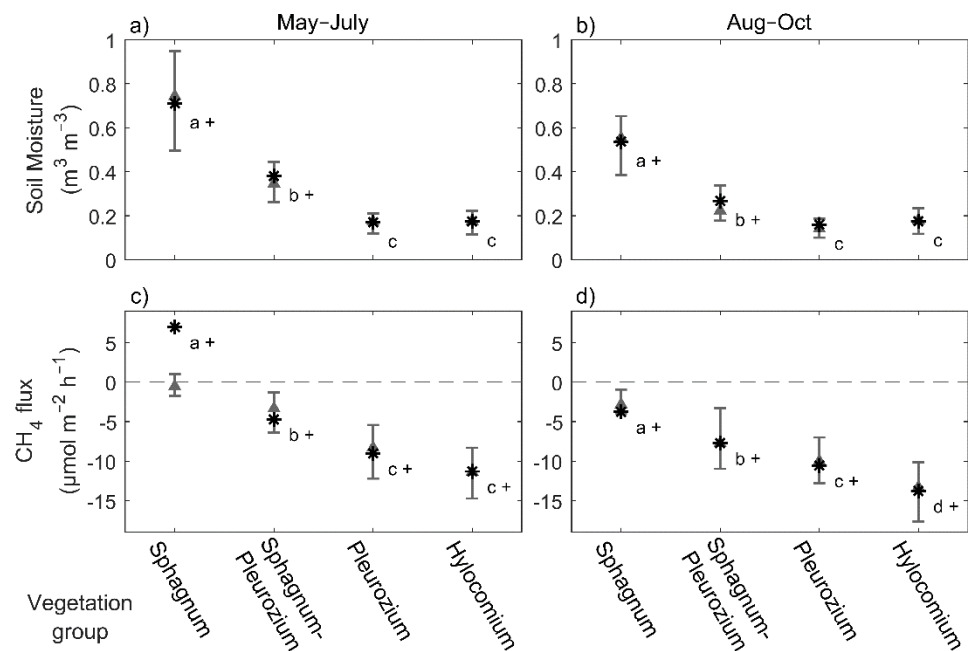 May–July
Aug–Oct
a)
b)
Soil Moisture
(m³ m⁻³)
1
0.8
0.6
0.4
0.2
0
a +
b +
c
c
1
0.8
0.6
0.4
0.2
0
a +
b +
c
c
c)
d)
CH₄ flux
(µmol m⁻² h⁻¹)
5
0
-5
-10
-15
a +
b +
c +
c +
5
0
-5
-10
-15
a +
b +
c +
d +
Vegetation
group
Sphagnum
Sphagnum-
Pleurozium
Pleurozium
Hylocomium
Sphagnum
Sphagnum-
Pleurozium
Pleurozium
Hylocomium